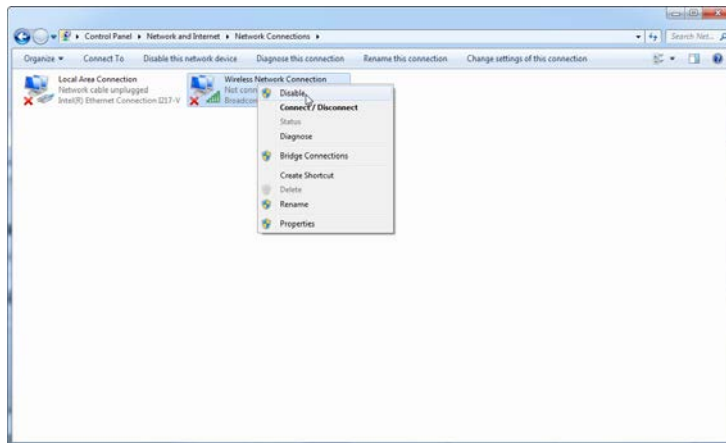 Control Panel ▸ Network and Internet ▸ Network Connections ▸
Search Net...
Organize Connect To Disable this network device Diagnose this connection Rename this connection Change settings of this connection
Local Area Connection
Network cable unplugged
Intel(R) Ethernet Connection I217-V
Wireless Network Connection
Not conn
Broadcom
Disable
Connect / Disconnect
Status
Diagnose
Bridge Connections
Create Shortcut
Delete
Rename
Properties